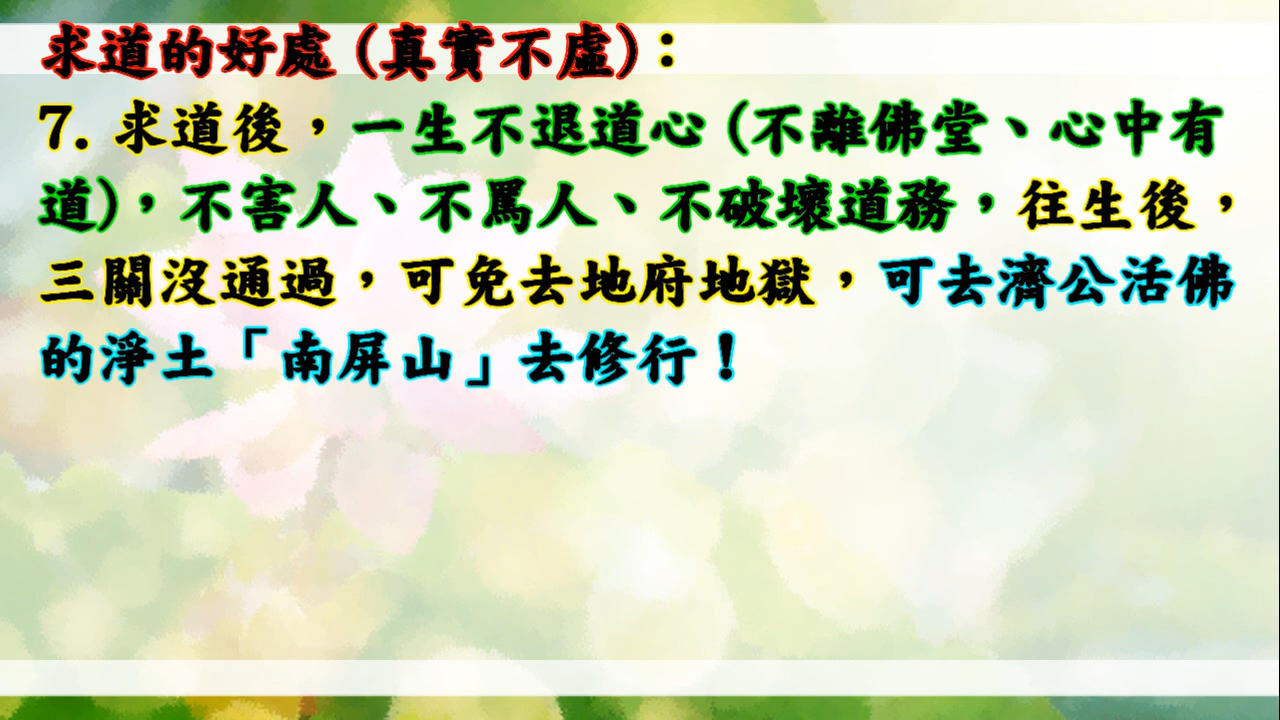 求道的好處(真實不虛)：
7. 求道後，一生不退道心(不離佛堂、心中有
道)，不害人、不罵人、不破壞道務，往生後，
三關沒通過，可免去地府地獄，可去濟公活佛
的淨土「南屏山」去修行！